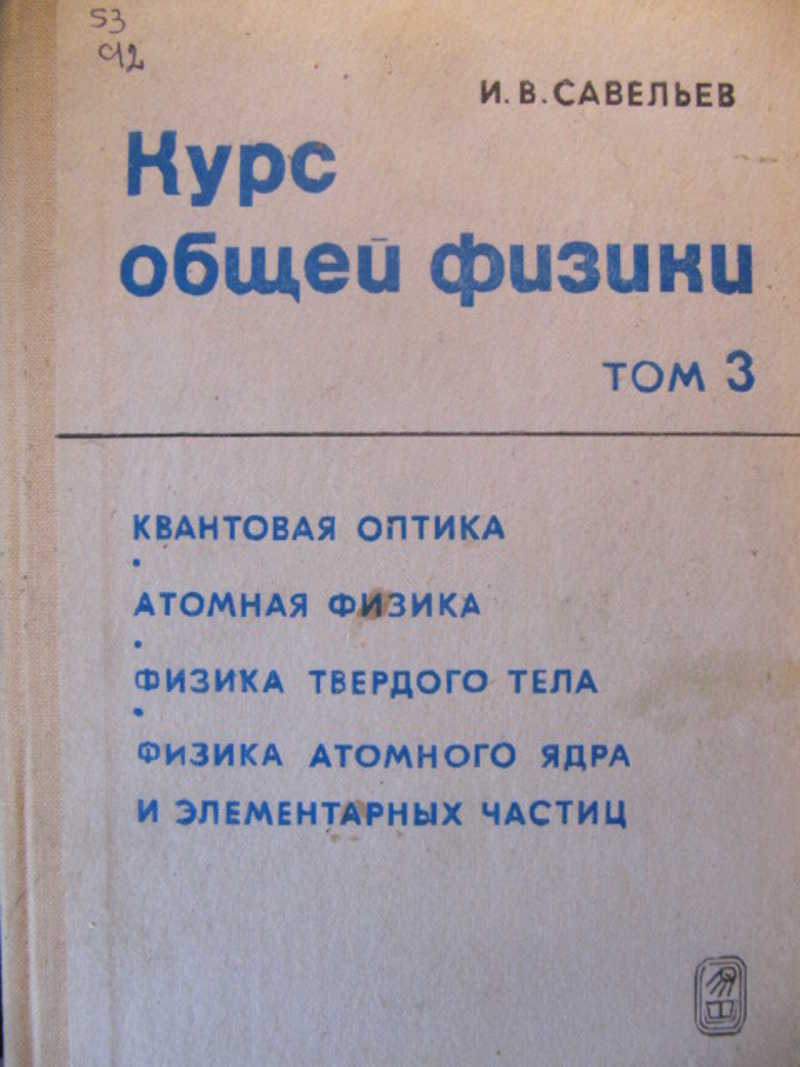 53
С12
И. В. САВЕЛЬЕВ
Курс
общей физики
ТОМ 3
КВАНТОВАЯ ОПТИКА
•
АТОМНАЯ ФИЗИКА
•
ФИЗИКА ТВЕРДОГО ТЕЛА
•
ФИЗИКА АТОМНОГО ЯДРА
И ЭЛЕМЕНТАРНЫХ ЧАСТИЦ